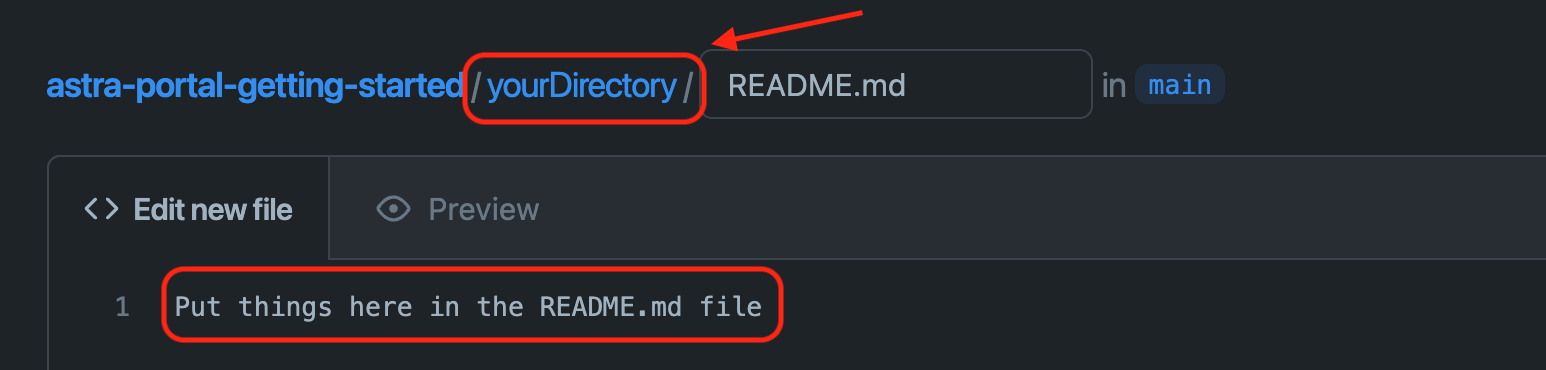 astra-portal-getting-started / yourDirectory / README.md in main
<> Edit new file Preview
1 Put things here in the README.md file